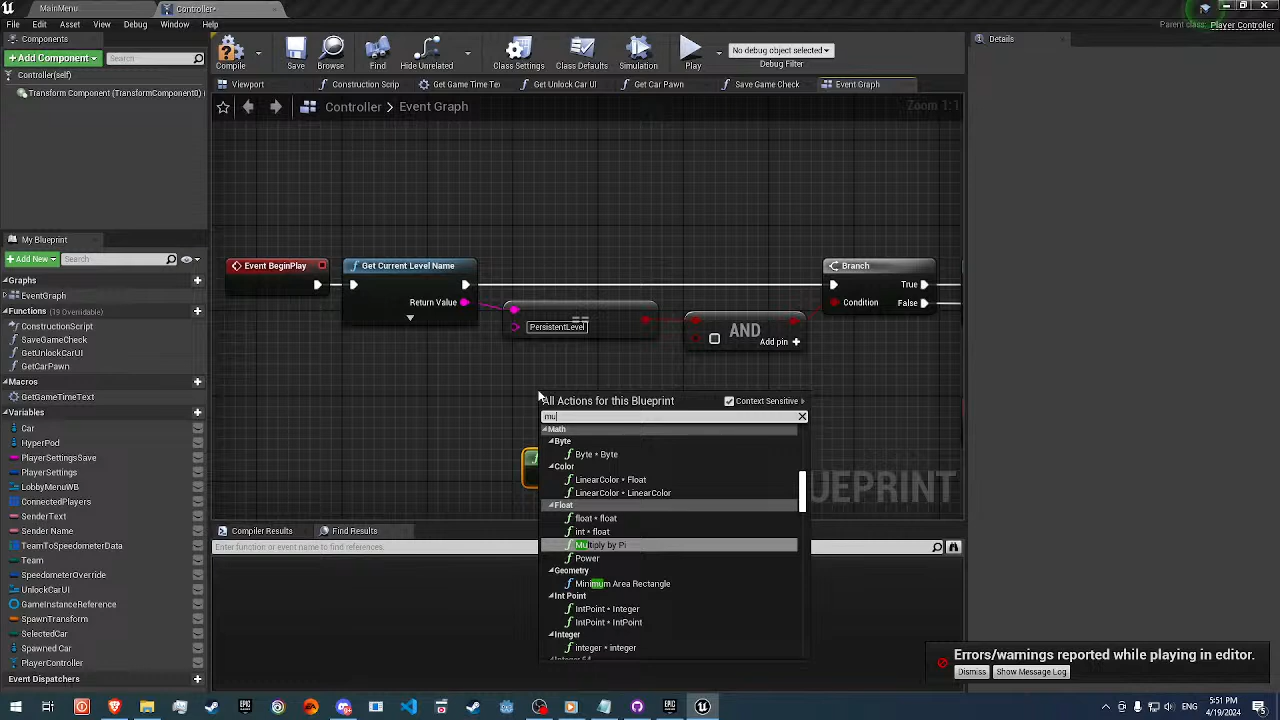 MainMenu
Controller*
File
Edit
Asset
View
Debug
Window
Help
Parent class: Player Controller
Components
Details
+ Add Component
Search
Controller(self)
Transform Component (TransformComponent0)
Compile
Save
Browse
Find
Hide Unrelated
Class Settings
Class Defaults
Simulation
Play
No debug object selected
Debug Filter
Viewport
Construction Scrip
Get Game Time Te
Get Unlock Car UI
Get Car Pawn
Save Game Check
Event Graph
Controller
Event Graph
Zoom 1:1
My Blueprint
+ Add New
Search
Graphs
EventGraph
Functions (19 Overridable)
ConstructionScript
SaveGameCheck
GetUnlockCarUI
GetCarPawn
Macros
GetGameTimeText
Variables
Car
HyperPod
PlayerSettingsSave
PlayerSettings
LobbyMenuWB
ConnectedPlayers
SenderText
Sender Name
TeamToSpeedometerData
Team
SpeedometerOverride
UnlockCarUI
GameInstanceReference
SpawnTransform
SelectedCar
Spawned Car
PlayerController
Event Dispatchers
Event BeginPlay
Get Current Level Name
Return Value
PersistentLevel
==
AND
Add pin +
Branch
True
Condition
False
All Actions for this Blueprint
Context Sensitive
mu
Math
Byte
Byte * Byte
Color
LinearColor * Float
LinearColor * LinearColor
Float
float * float
int * float
Multiply by Pi
Power
Geometry
Minimum Area Rectangle
Int Point
IntPoint * Integer
IntPoint * IntPoint
Integer
integer * integer
Integer 64
UEPRINT
Compiler Results
Find Results
Enter function or event name to find references.
Errors/warnings reported while playing in editor.
Dismiss
Show Message Log
5:51 PM
4/19/2024